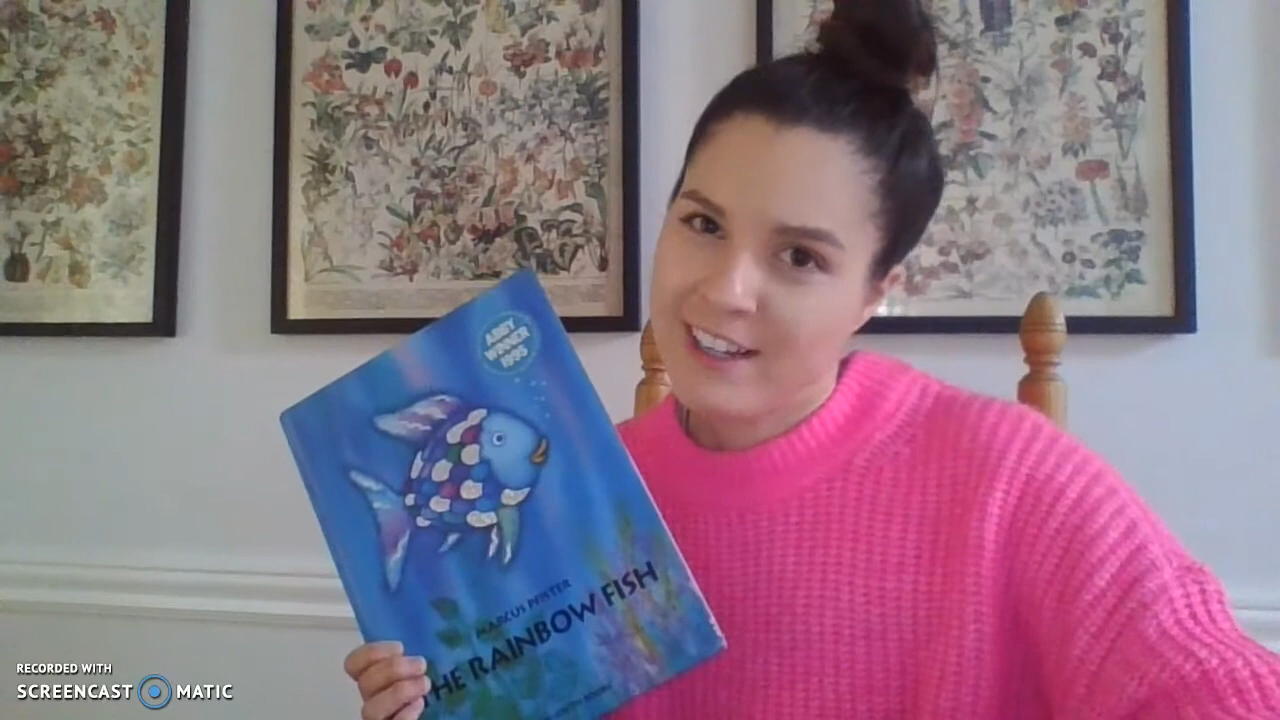 ABBY
WINNER
1995
MARCUS PFISTER
THE RAINBOW FISH
RECORDED WITH
SCREENCAST MATIC